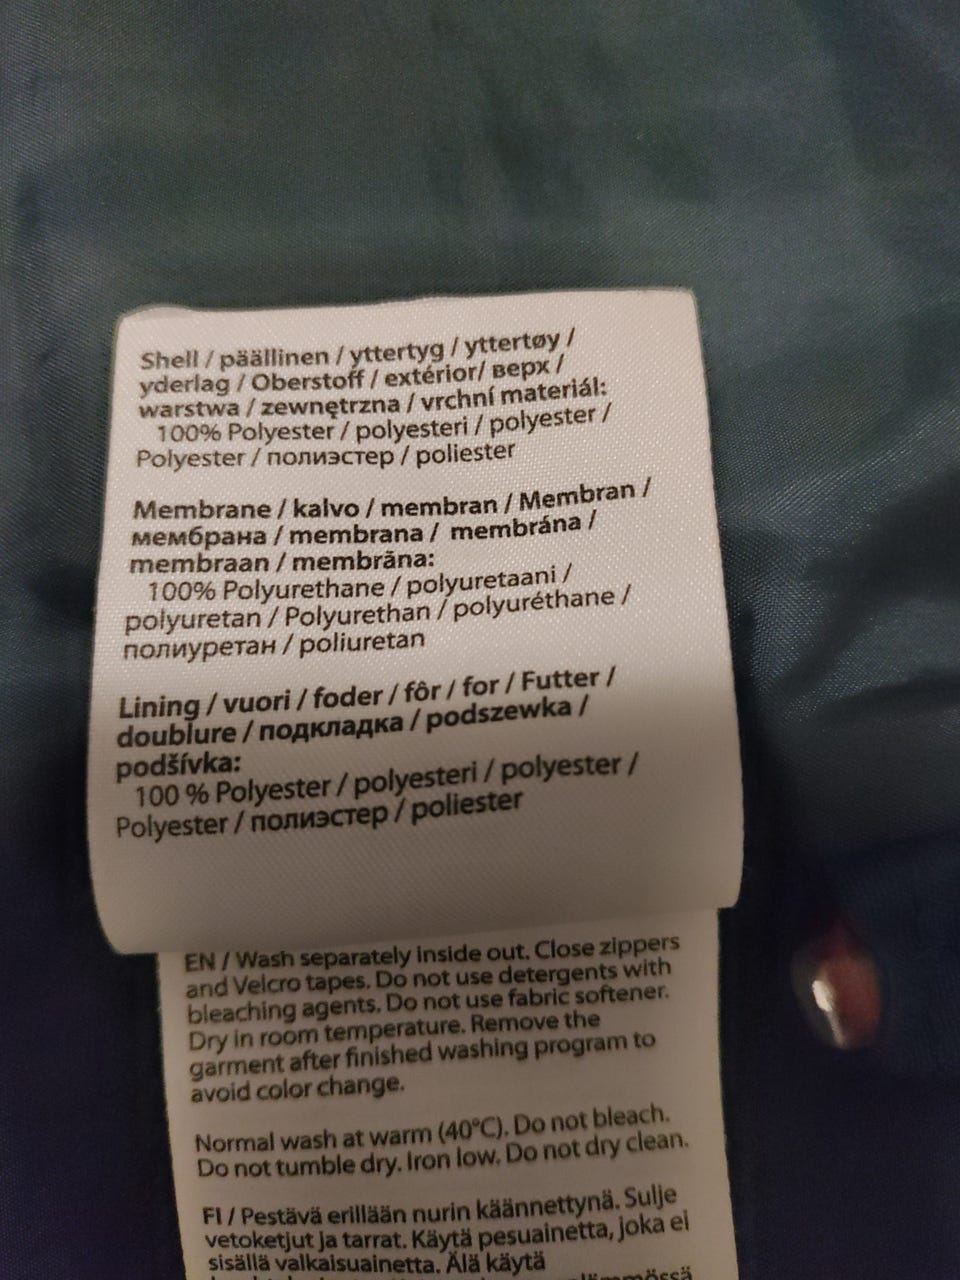 Shell / päällinen / yttertyg / yttertøy /
yderlag / Oberstoff / extérior/ верх /
warstwa / zewnętrzna / vrchní materiál:
100% Polyester / polyesteri / polyester /
Polyester / полиэстер / poliester
Membrane / kalvo / membran / Membran /
мембрана / membrana / membrána /
membraan / membrāna:
100% Polyurethane / polyuretaani /
polyuretan / Polyurethan / polyuréthane /
полиуретан / poliuretan
Lining / vuori / foder / fôr / for / Futter /
doublure / подкладка / podszewka /
podšívka:
100 % Polyester / polyesteri / polyester /
Polyester / полиэстер / poliester
EN / Wash separately inside out. Close zippers
and Velcro tapes. Do not use detergents with
bleaching agents. Do not use fabric softener.
Dry in room temperature. Remove the
garment after finished washing program to
avoid color change.
Normal wash at warm (40°C). Do not bleach.
Do not tumble dry. Iron low. Do not dry clean.
FI / Pestävä erillään nurin käännettynä. Sulje
vetoketjut ja tarrat. Käytä pesuainetta, joka ei
sisällä valkaisuainetta. Älä käytä